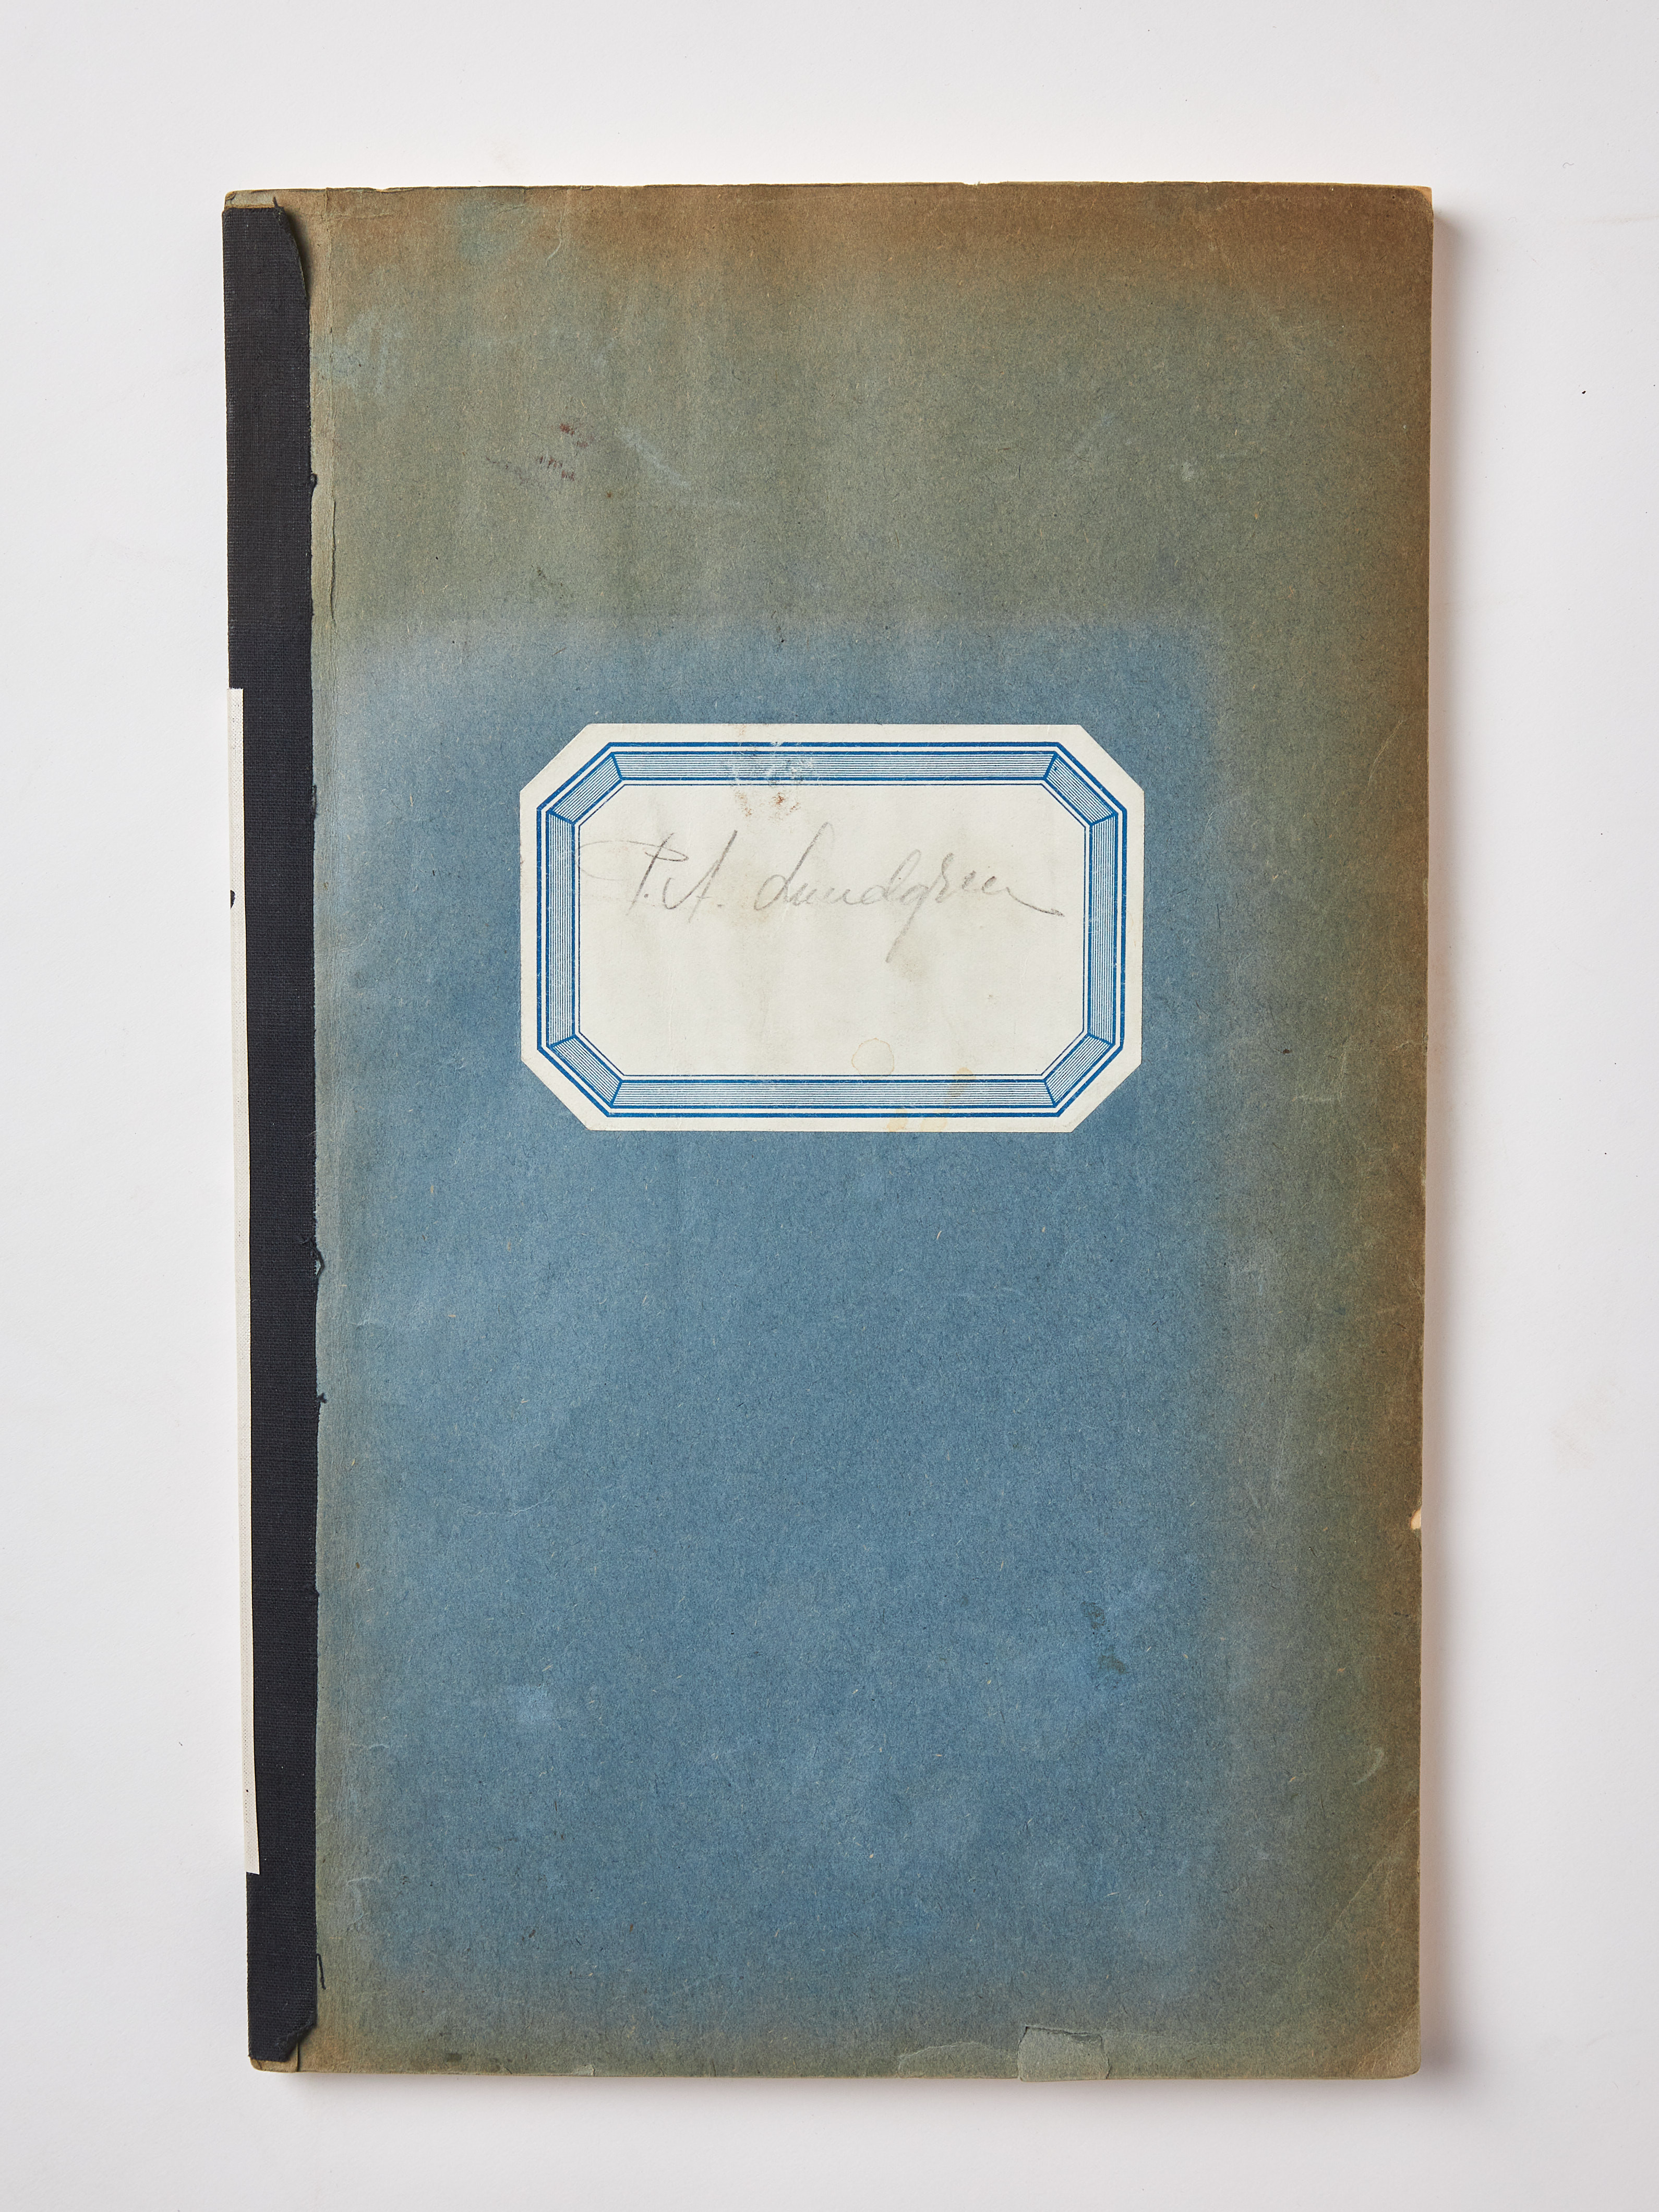 P. A. Lundgren